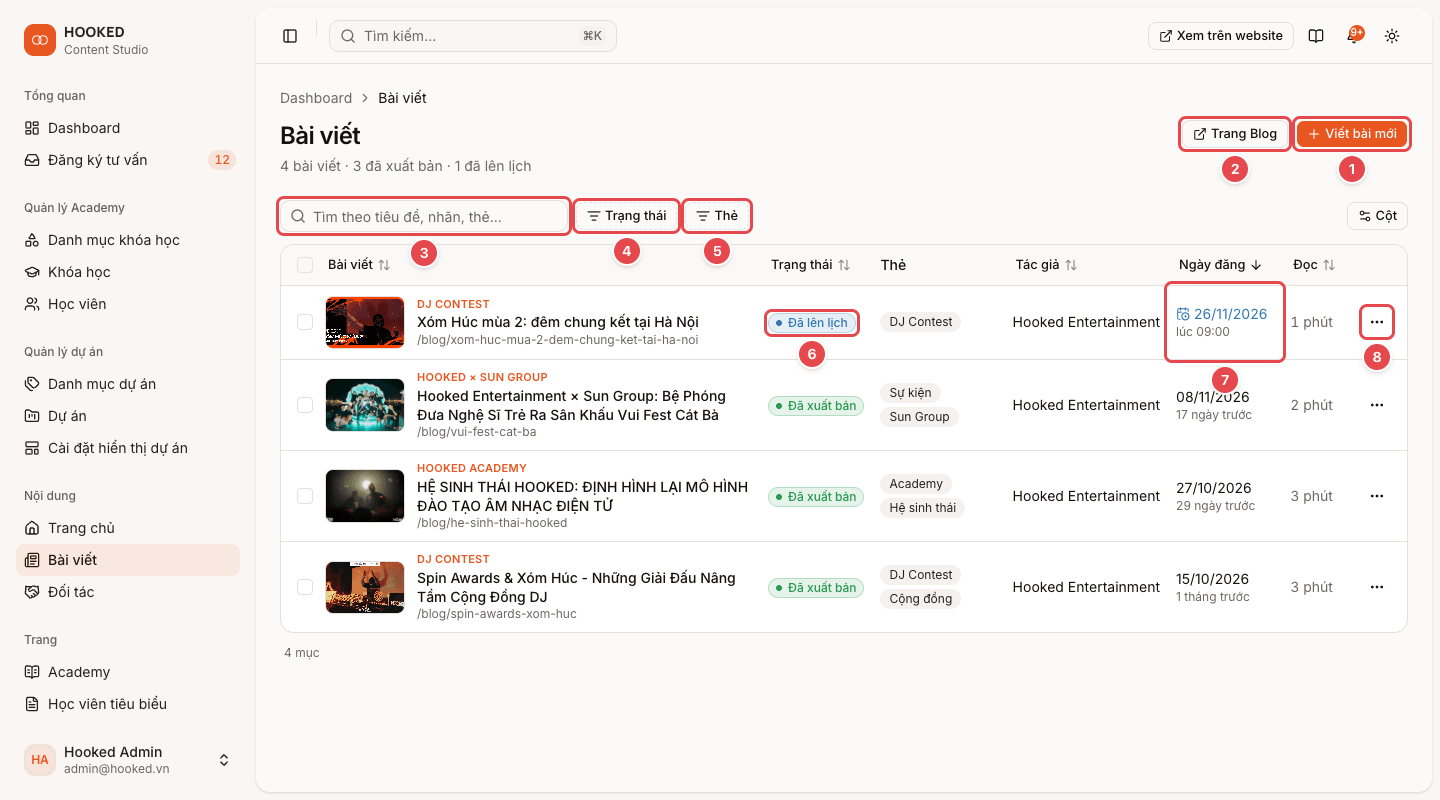 HOOKED
Content Studio
Tổng quan
Dashboard
Đăng ký tư vấn 12
Quản lý Academy
Danh mục khóa học
Khóa học
Học viên
Quản lý dự án
Danh mục dự án
Dự án
Cài đặt hiển thị dự án
Nội dung
Trang chủ
Bài viết
Đối tác
Trang
Academy
Học viên tiêu biểu
HA
Hooked Admin
admin@hooked.vn
Tìm kiếm... ⌘K
Xem trên website
9+
Dashboard > Bài viết
Bài viết
4 bài viết · 3 đã xuất bản · 1 đã lên lịch
Trang Blog
+ Viết bài mới
2
1
Tìm theo tiêu đề, nhãn, thẻ...
Trạng thái
Thẻ
Cột
3
4
5
Bài viết Trạng thái Thẻ Tác giả Ngày đăng Đọc
DJ CONTEST
Xóm Húc mùa 2: đêm chung kết tại Hà Nội
/blog/xom-huc-mua-2-dem-chung-ket-tai-ha-noi
Đã lên lịch
DJ Contest
Hooked Entertainment
26/11/2026
lúc 09:00
1 phút
6
7
8
HOOKED × SUN GROUP
Hooked Entertainment × Sun Group: Bệ Phóng
Đưa Nghệ Sĩ Trẻ Ra Sân Khấu Vui Fest Cát Bà
/blog/vui-fest-cat-ba
Đã xuất bản
Sự kiện
Sun Group
Hooked Entertainment
08/11/2026
17 ngày trước
2 phút
HOOKED ACADEMY
HỆ SINH THÁI HOOKED: ĐỊNH HÌNH LẠI MÔ HÌNH
ĐÀO TẠO ÂM NHẠC ĐIỆN TỬ
/blog/he-sinh-thai-hooked
Đã xuất bản
Academy
Hệ sinh thái
Hooked Entertainment
27/10/2026
29 ngày trước
3 phút
DJ CONTEST
Spin Awards & Xóm Húc - Những Giải Đấu Nâng
Tầm Cộng Đồng DJ
/blog/spin-awards-xom-huc
Đã xuất bản
DJ Contest
Cộng đồng
Hooked Entertainment
15/10/2026
1 tháng trước
3 phút
4 mục